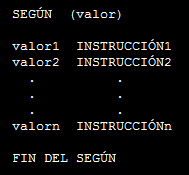 SEGÚN (valor)
valor1 INSTRUCCIÓN1
valor2 INSTRUCCIÓN2
. .
. .
. .
valorn INSTRUCCIÓNn
FIN DEL SEGÚN